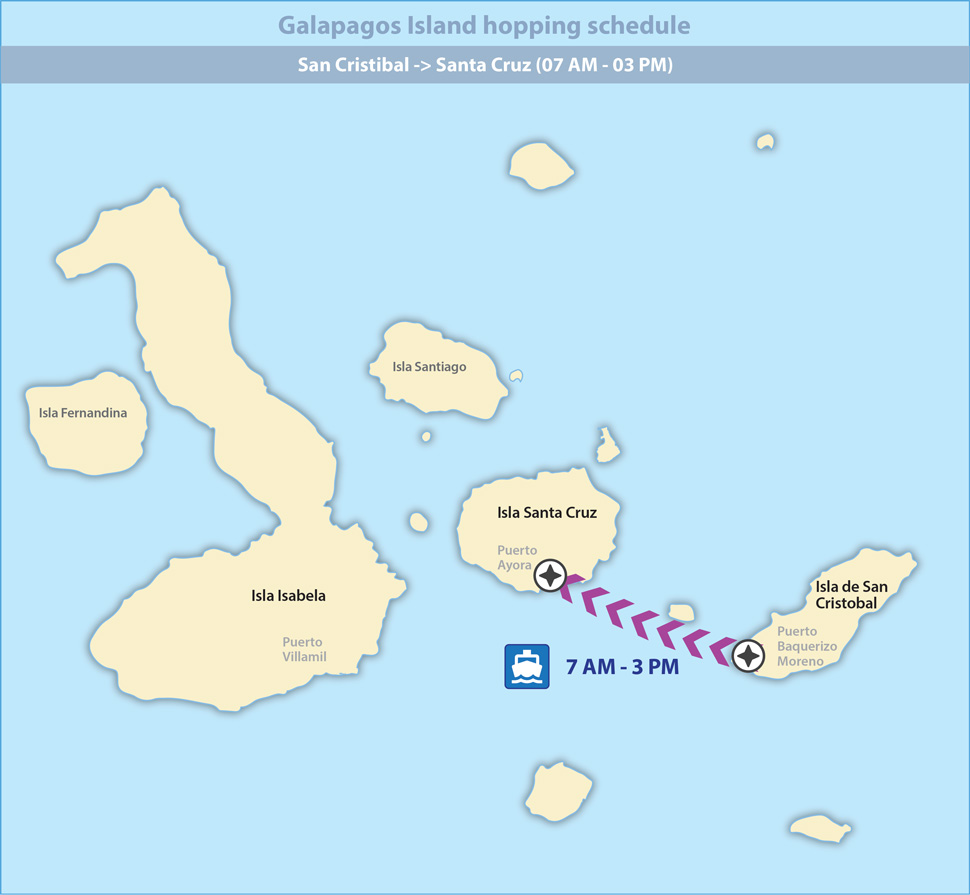 Galapagos Island hopping schedule
San Cristibal -> Santa Cruz (07 AM - 03 PM)
Isla Santiago
Isla Fernandina
Isla Santa Cruz
Puerto
Ayora
Isla de San
Cristobal
Isla Isabela
Puerto
Villamil
Puerto
Baquerizo
Moreno
7 AM - 3 PM